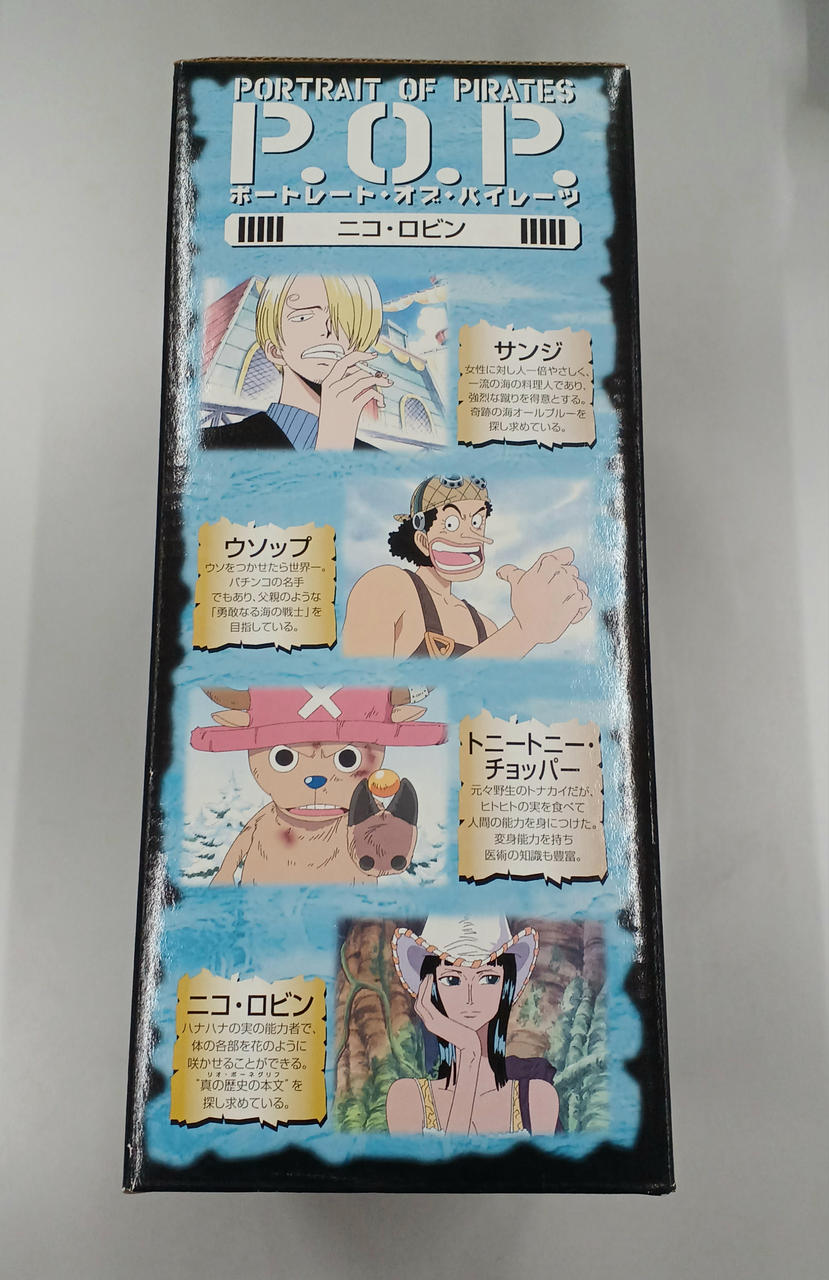 PORTRAIT OF PIRATES
P.O.P.
ポートレート・オブ・パイレーツ
ニコ・ロビン
サンジ
女性に対し人一倍やさしく、
一流の海の料理人であり、
強烈な蹴りを得意とする。
奇跡の海オールブルーを
探し求めている。
ウソップ
ウソをつかせたら世界一。
パチンコの名手
でもあり、父親のような
「勇敢なる海の戦士」を
目指している。
トニートニー・
チョッパー
元々野生のトナカイだが、
ヒトヒトの実を食べて
人間の能力を身につけた。
変身能力を持ち
医術の知識も豊富。
ニコ・ロビン
ハナハナの実の能力者で、
体の各部を花のように
咲かせることができる。
リオ・ポーネグリフ
“真の歴史の本文”を
探し求めている。